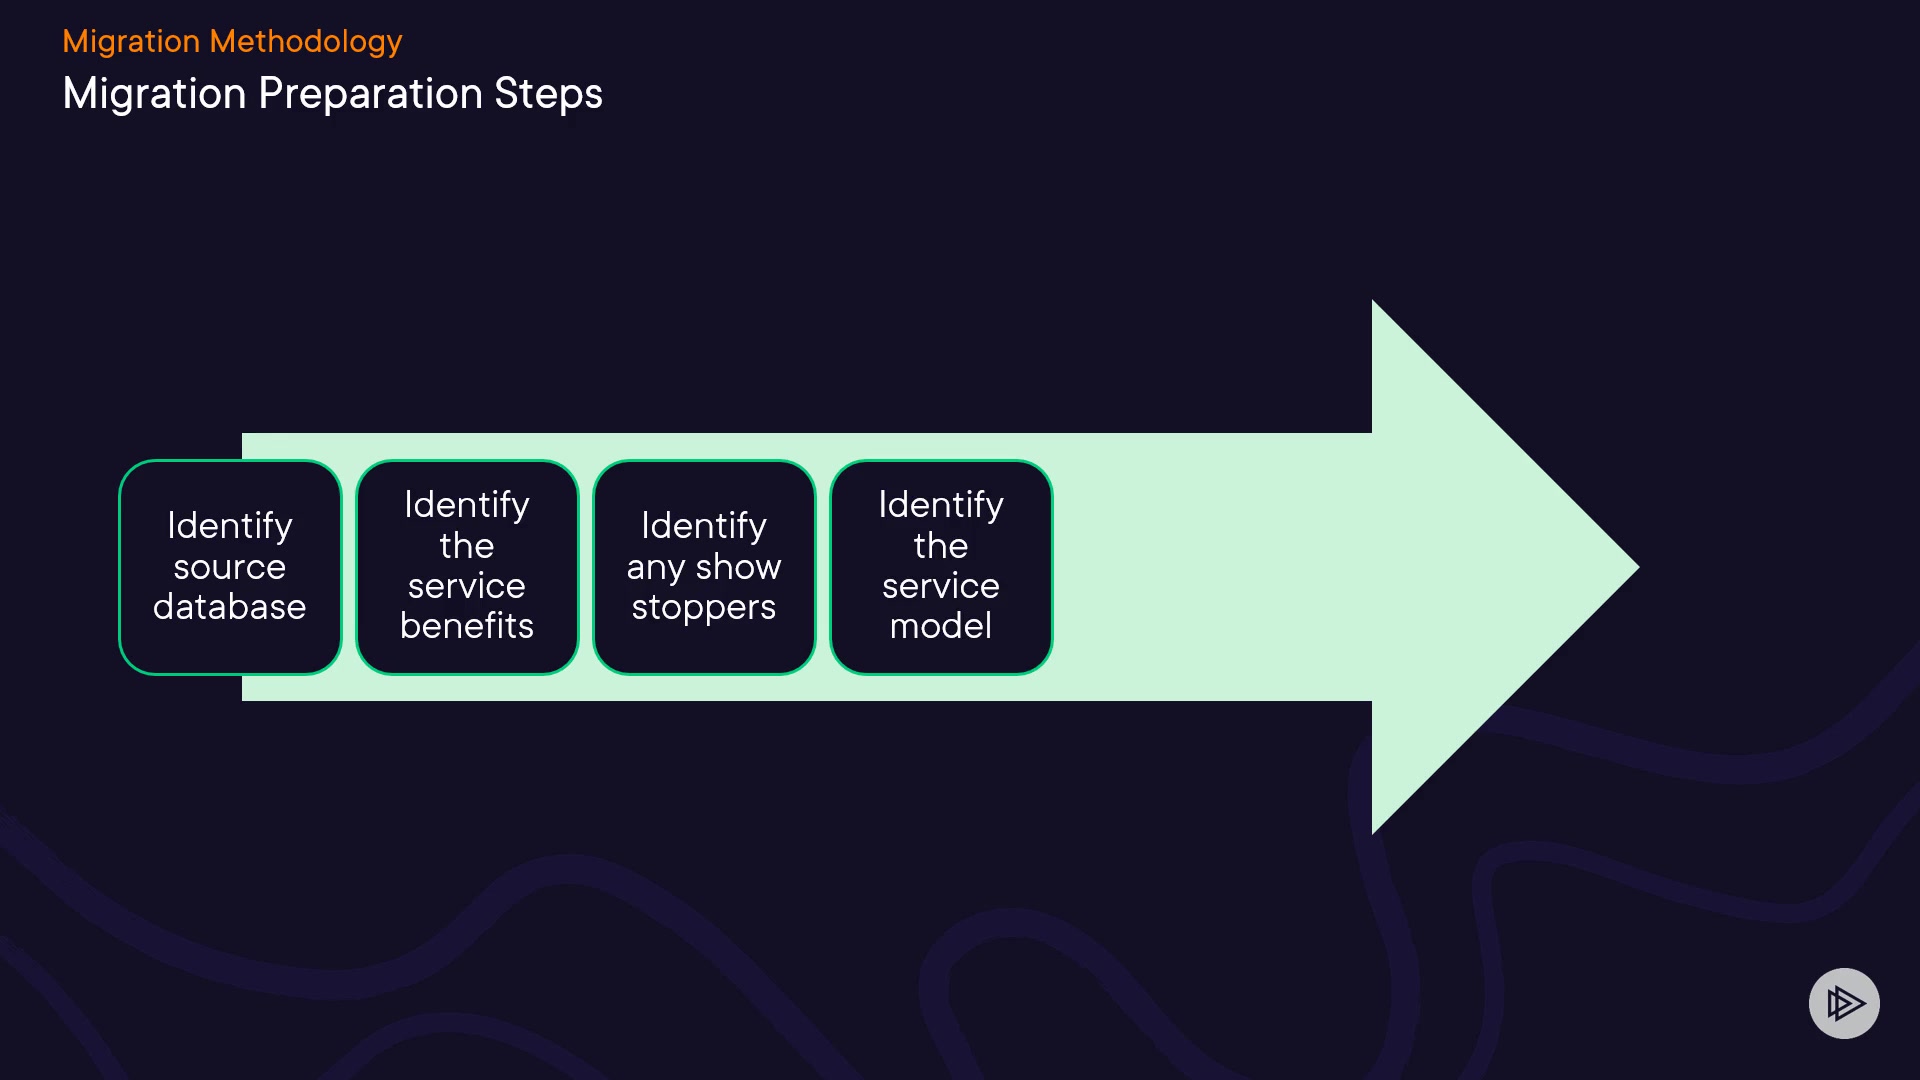 Migration Methodology
Migration Preparation Steps
Identify
source
database
Identify
the
service
benefits
Identify
any show
stoppers
Identify
the
service
model